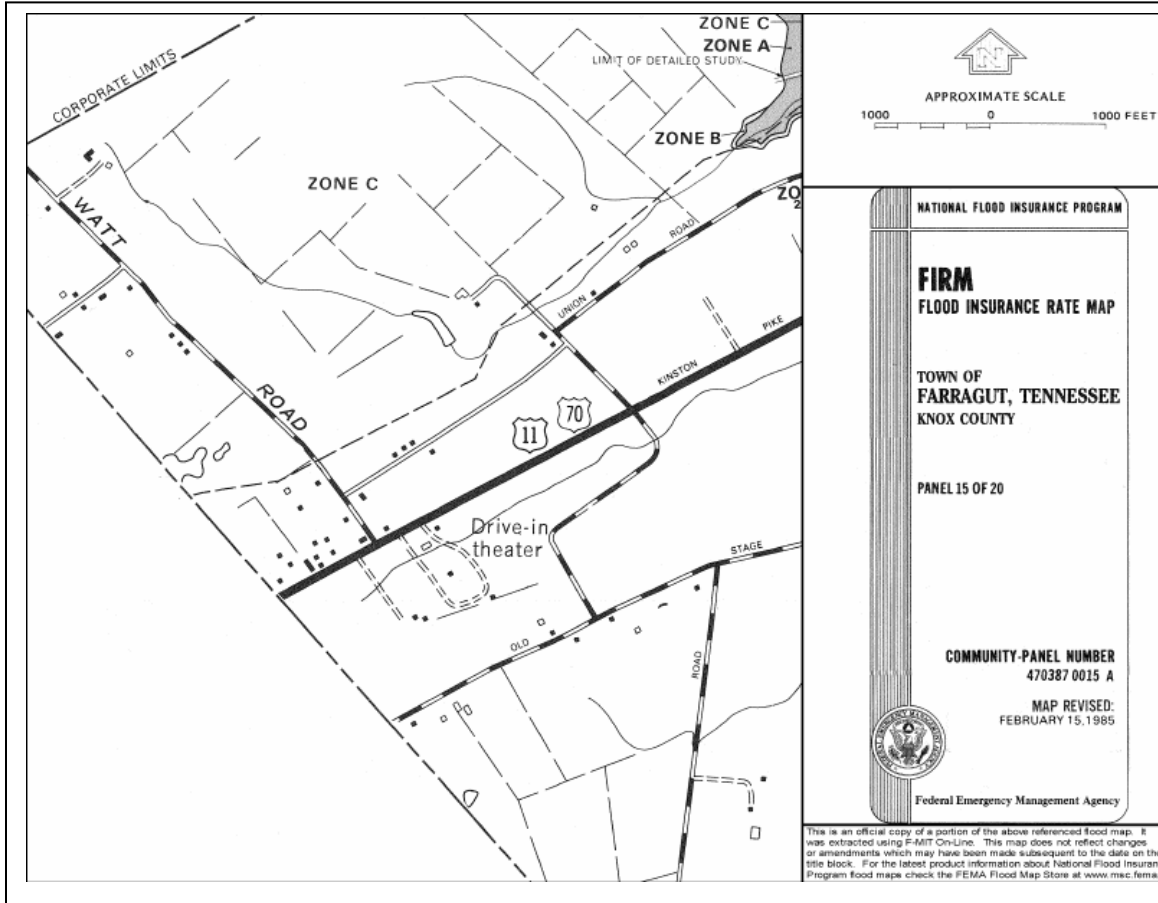 ZONE C
ZONE A
LIMIT OF DETAILED STUDY
CORPORATE LIMITS
ZONE B
ZONE C
ZO
2
WATT
ROAD
UNION
ROAD
KINSTON
PIKE
70
11
Drive-in
theater
STAGE
OLD
ROAD
N
APPROXIMATE SCALE
1000 0 1000 FEET
NATIONAL FLOOD INSURANCE PROGRAM
FIRM
FLOOD INSURANCE RATE MAP
TOWN OF
FARRAGUT, TENNESSEE
KNOX COUNTY
PANEL 15 OF 20
COMMUNITY-PANEL NUMBER
470387 0015 A
MAP REVISED:
FEBRUARY 15, 1985
Federal Emergency Management Agency
This is an official copy of a portion of the above referenced flood map. It
was extracted using F-MIT On-Line. This map does not reflect changes
or amendments which may have been made subsequent to the date on the
title block. For the latest product information about National Flood Insuran
Program flood maps check the FEMA Flood Map Store at www.msc.fema